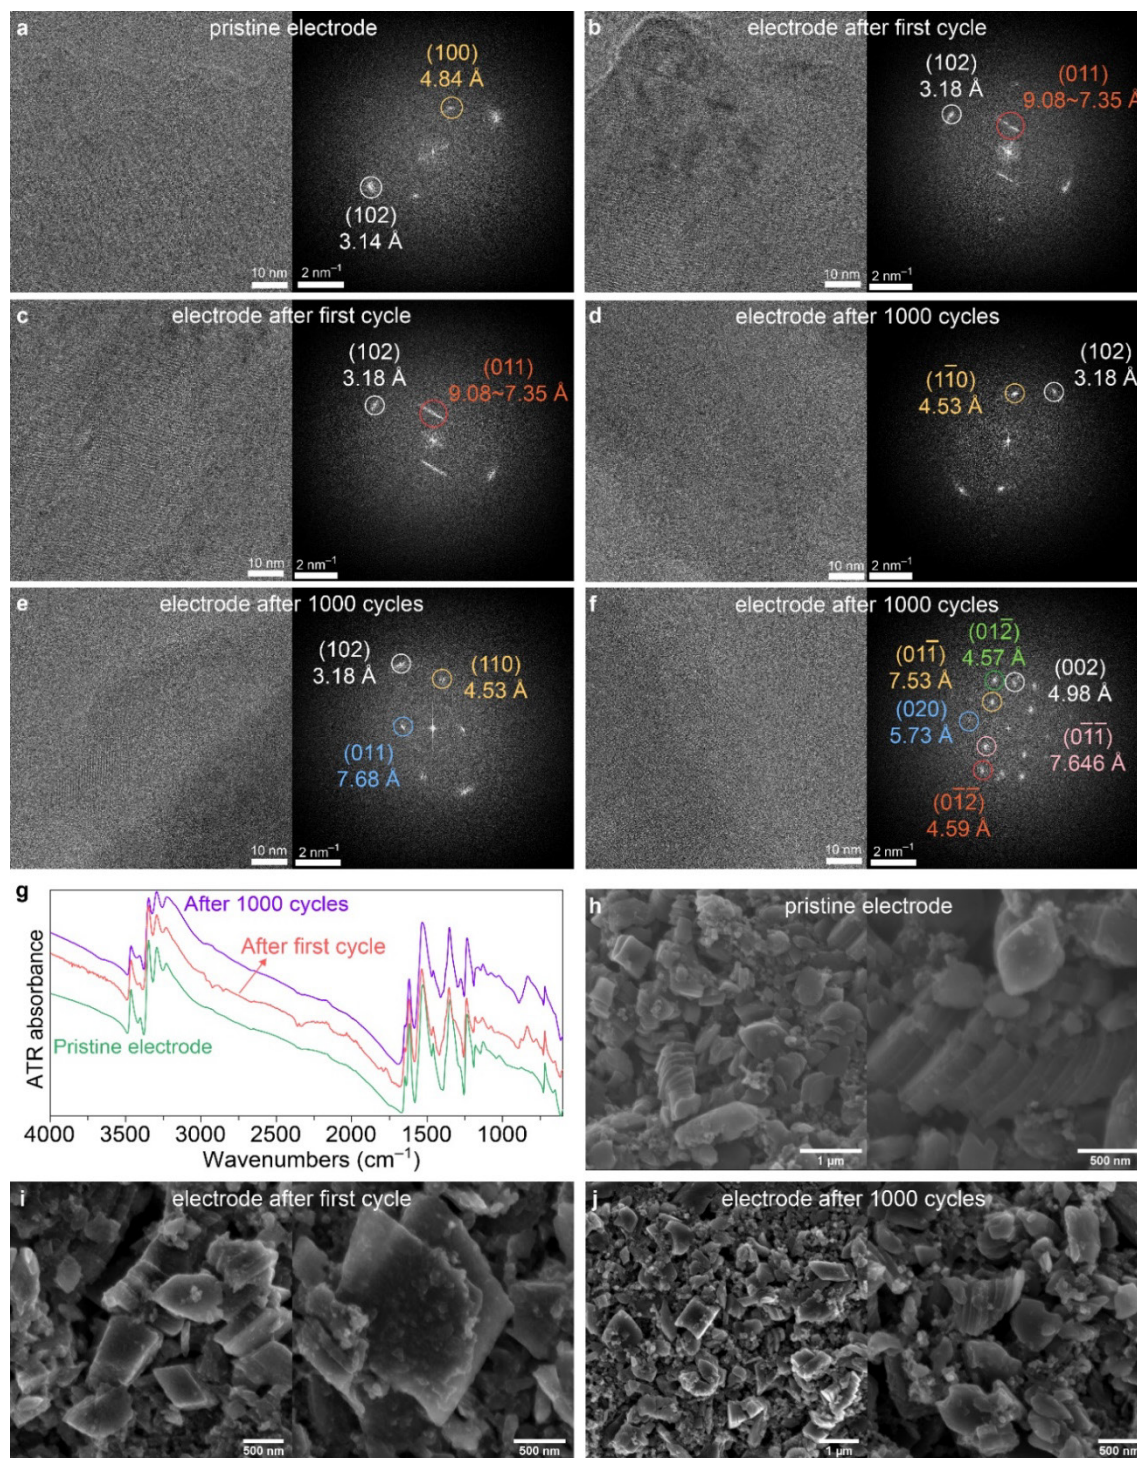 a
pristine electrode
(100)
4.84 Å
(102)
3.14 Å
10 nm
2 nm⁻¹
b
electrode after first cycle
(102)
3.18 Å
(011)
9.08~7.35 Å
10 nm
2 nm⁻¹
c
electrode after first cycle
(102)
3.18 Å
(011)
9.08~7.35 Å
10 nm
2 nm⁻¹
d
electrode after 1000 cycles
(11̅0)
4.53 Å
(102)
3.18 Å
10 nm
2 nm⁻¹
e
electrode after 1000 cycles
(102)
3.18 Å
(110)
4.53 Å
(011)
7.68 Å
10 nm
2 nm⁻¹
f
electrode after 1000 cycles
(012̅)
4.57 Å
(011̅)
7.53 Å
(002)
4.98 Å
(020)
5.73 Å
(01̅1̅)
7.646 Å
(01̅2̅)
4.59 Å
10 nm
2 nm⁻¹
g
After 1000 cycles
After first cycle
Pristine electrode
ATR absorbance
4000 3500 3000 2500 2000 1500 1000
Wavenumbers (cm⁻¹)
h
pristine electrode
1 µm
500 nm
i
electrode after first cycle
500 nm
500 nm
j
electrode after 1000 cycles
1 µm
500 nm